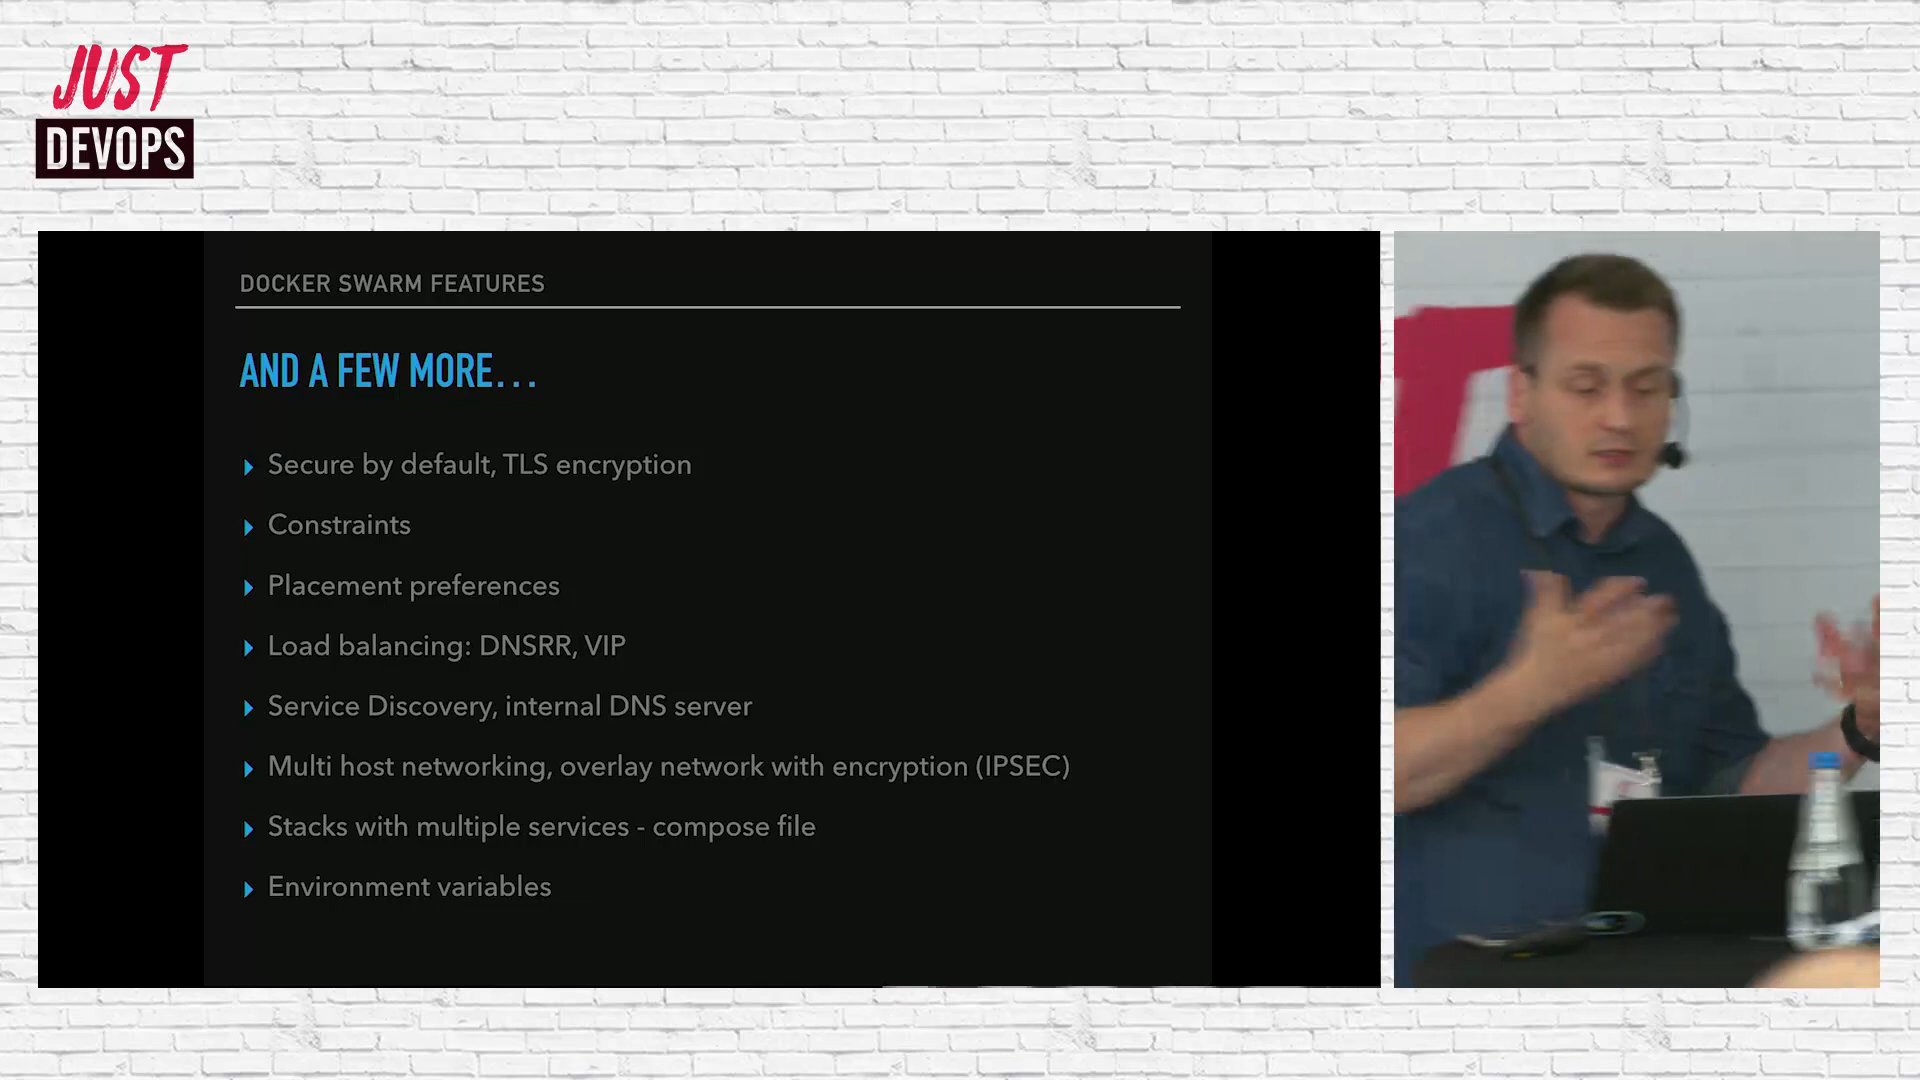 JUST
DEVOPS
DOCKER SWARM FEATURES
AND A FEW MORE...
Secure by default, TLS encryption
Constraints
Placement preferences
Load balancing: DNSRR, VIP
Service Discovery, internal DNS server
Multi host networking, overlay network with encryption (IPSEC)
Stacks with multiple services - compose file
Environment variables